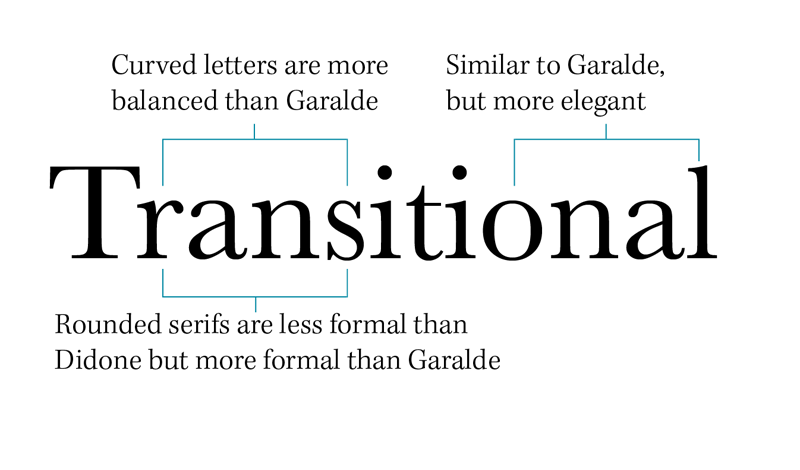 Curved letters are more
balanced than Garalde
Similar to Garalde,
but more elegant
Transitional
Rounded serifs are less formal than
Didone but more formal than Garalde